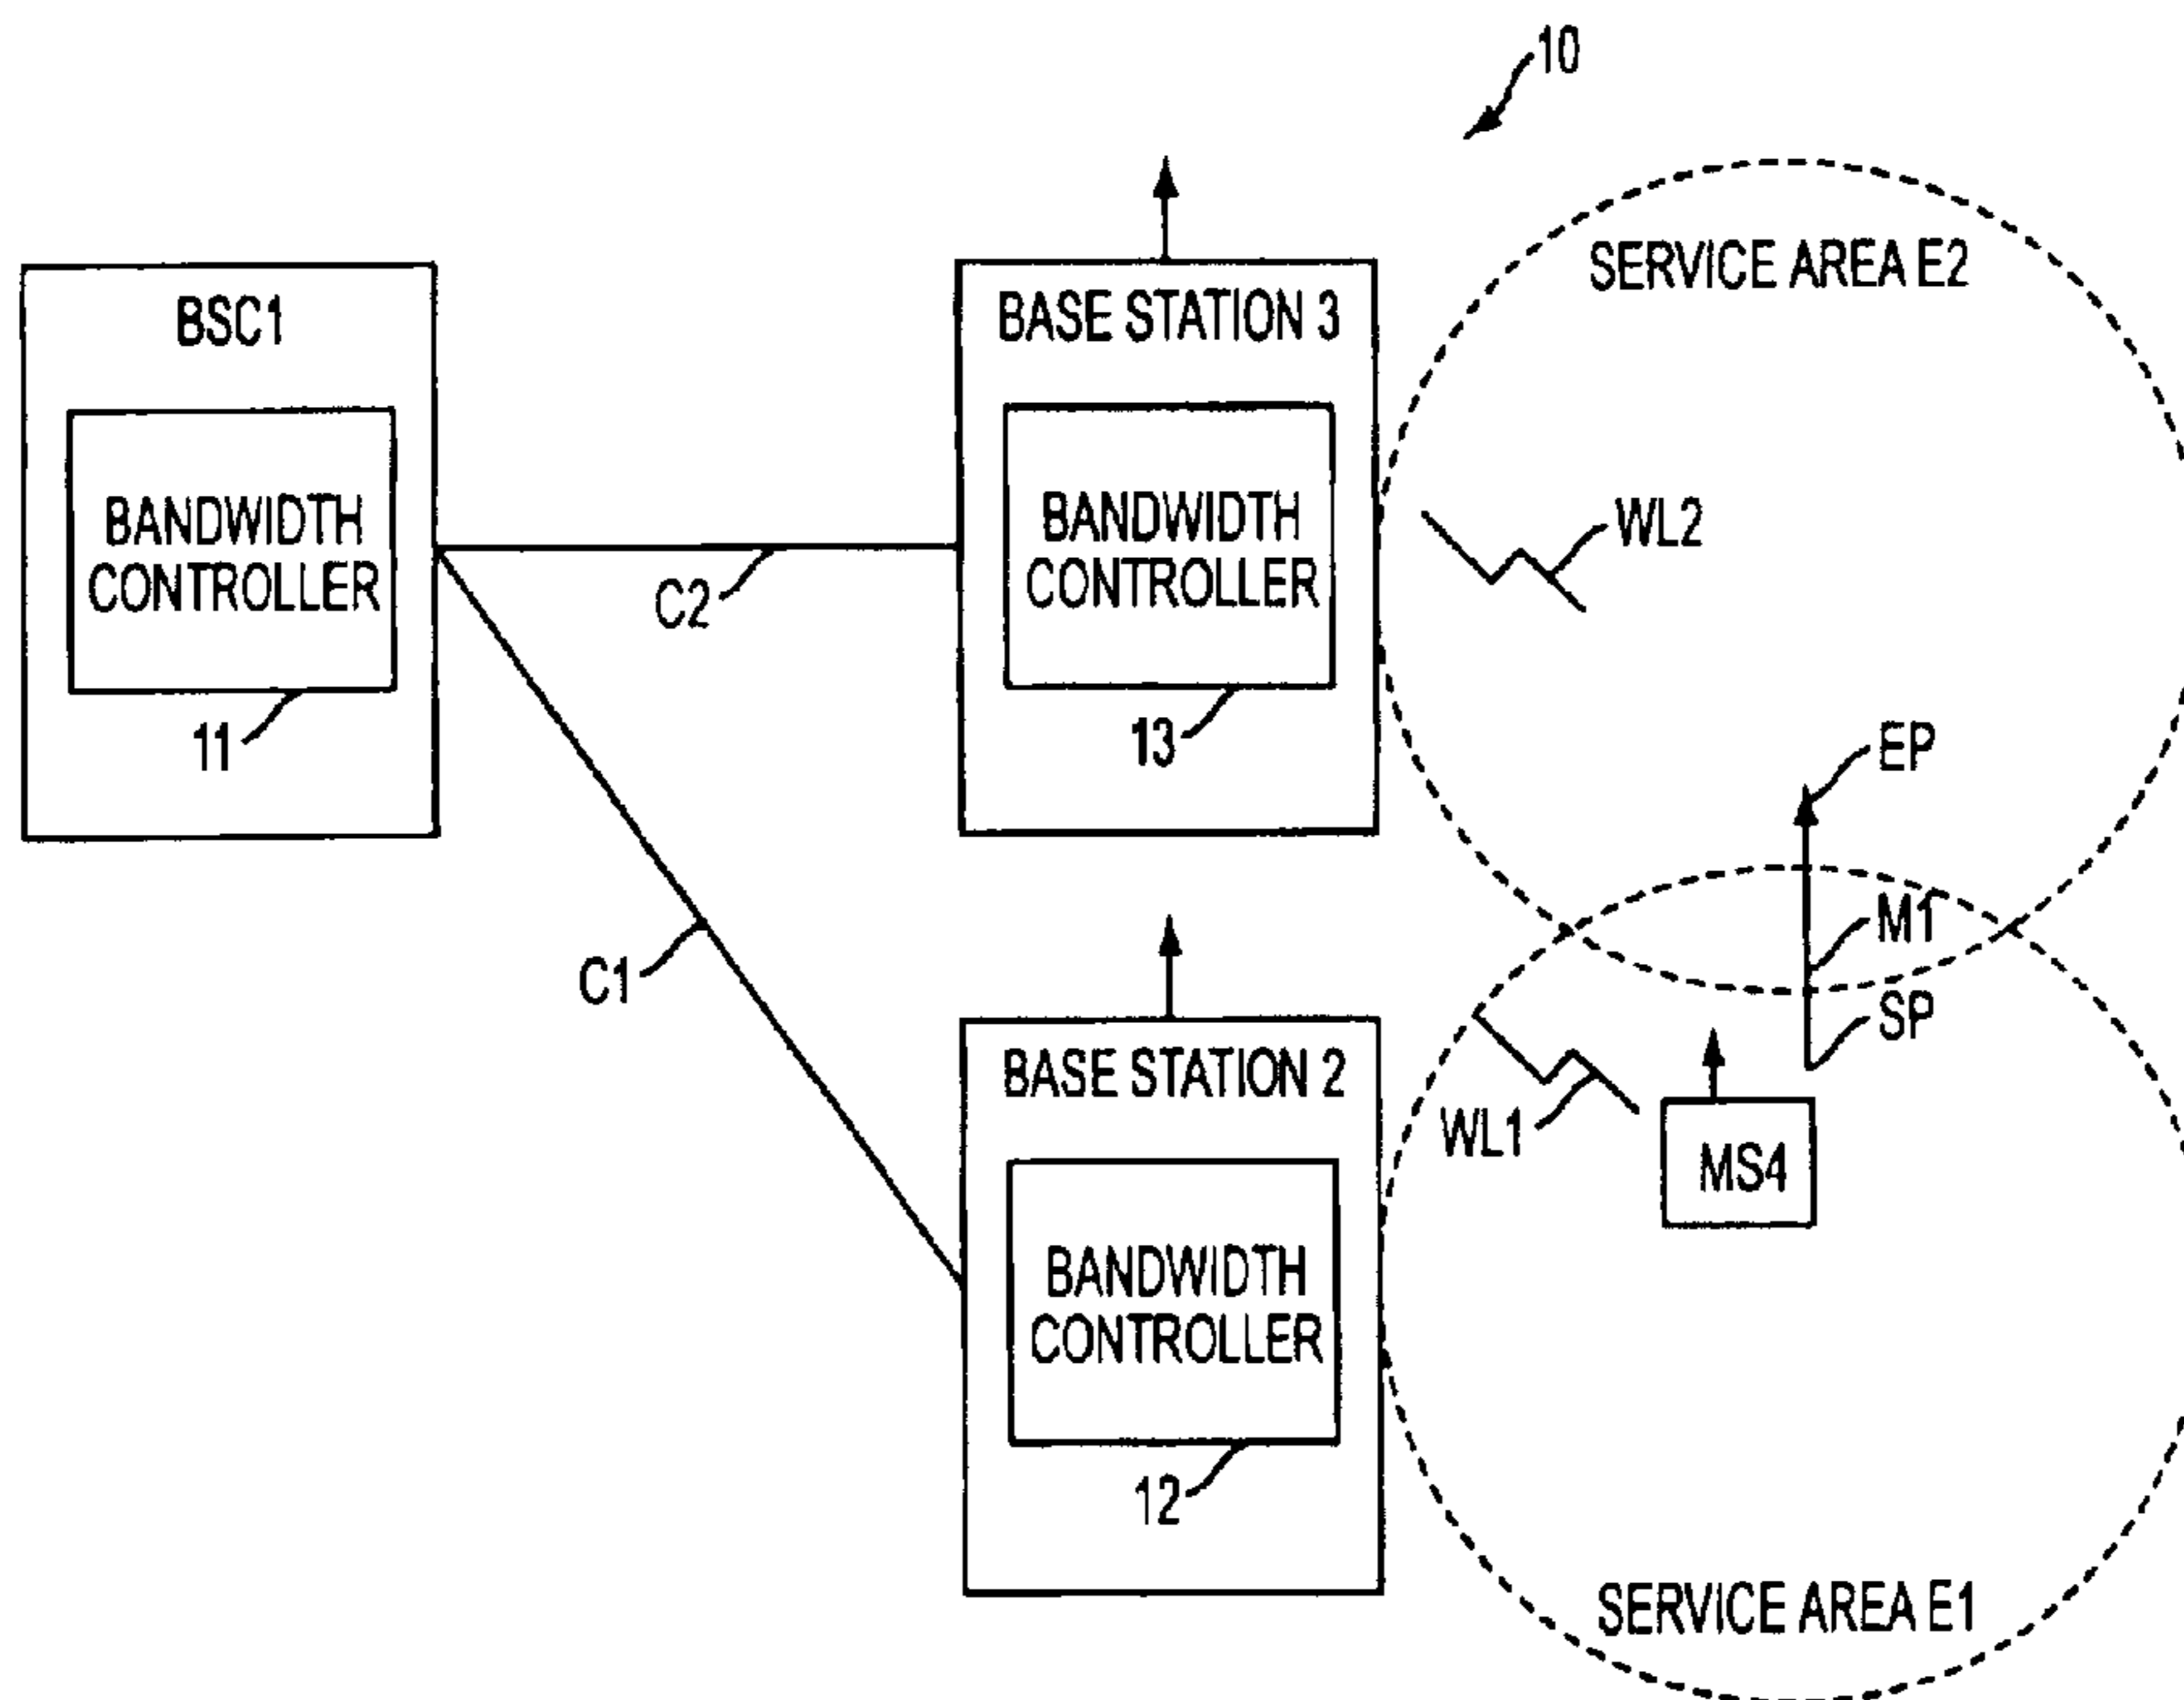 10
SERVICE AREA E2
BSC1
BASE STATION 3
BANDWIDTH
CONTROLLER
BANDWIDTH
CONTROLLER
WL2
C2
11
13
EP
M1
C1
SP
BASE STATION 2
WL1
MS4
BANDWIDTH
CONTROLLER
12
SERVICE AREA E1